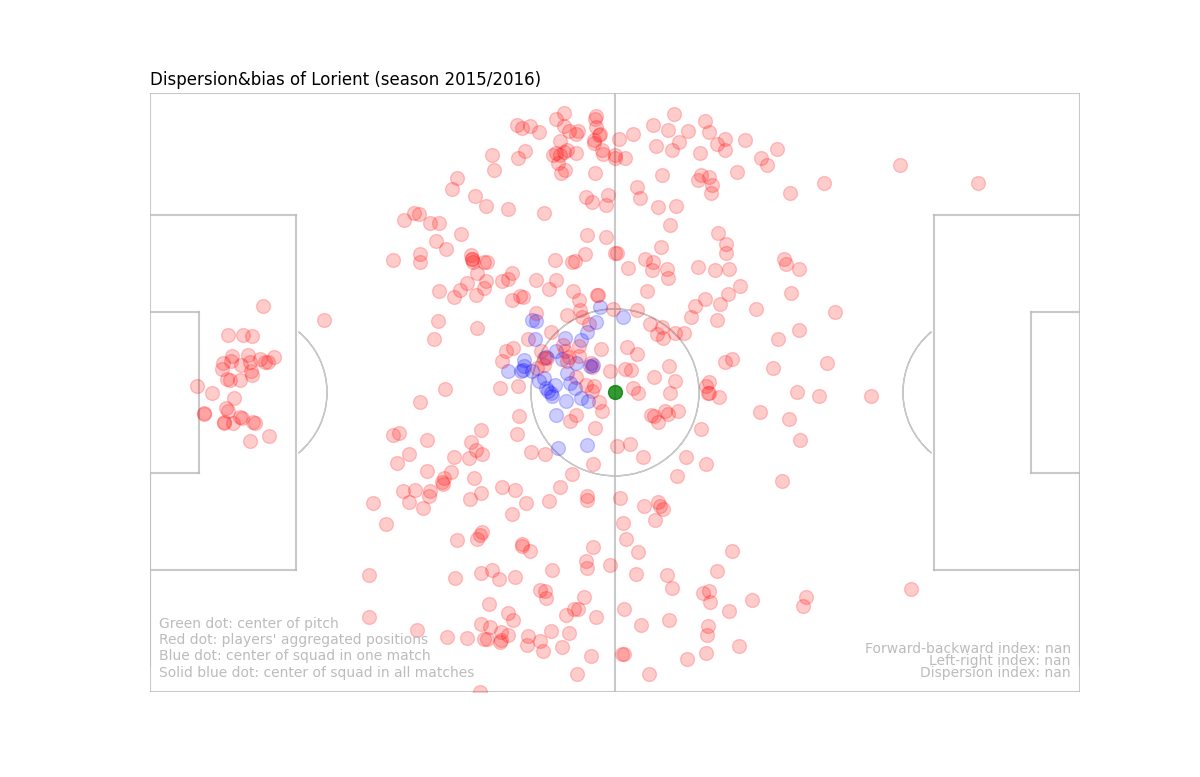 Dispersion&bias of Lorient (season 2015/2016)
Green dot: center of pitch
Red dot: players' aggregated positions
Blue dot: center of squad in one match
Solid blue dot: center of squad in all matches
Forward-backward index: nan
Left-right index: nan
Dispersion index: nan